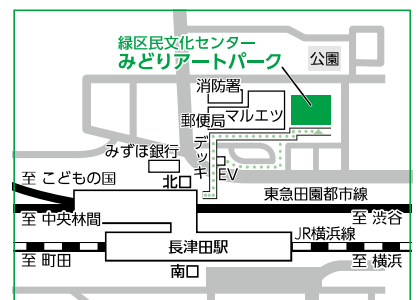 緑区民文化センター
みどりアートパーク
公園
消防署
マルエツ
郵便局
デッキ
みずほ銀行
EV
至 こどもの国
北口
東急田園都市線
至 中央林間
至 渋谷
JR横浜線
長津田駅
至 町田
至 横浜
南口